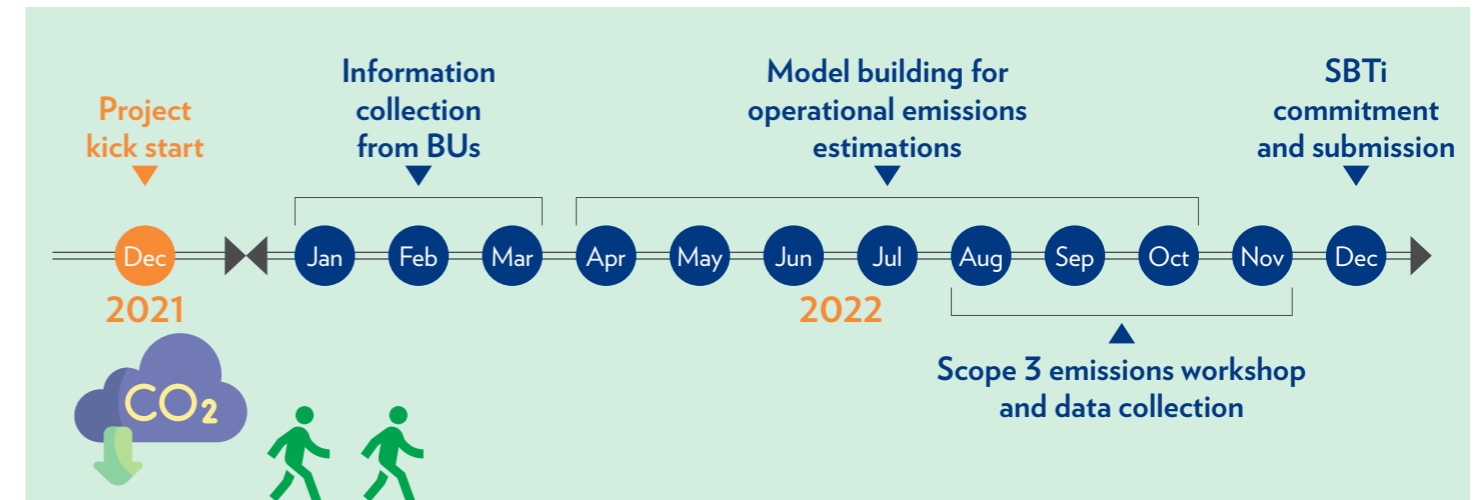 Project
kick start
Information
collection
from BUs
Model building for
operational emissions
estimations
SBTi
commitment
and submission
Dec
Jan
Feb
Mar
Apr
May
Jun
Jul
Aug
Sep
Oct
Nov
Dec
2021
2022
Scope 3 emissions workshop
and data collection
CO2